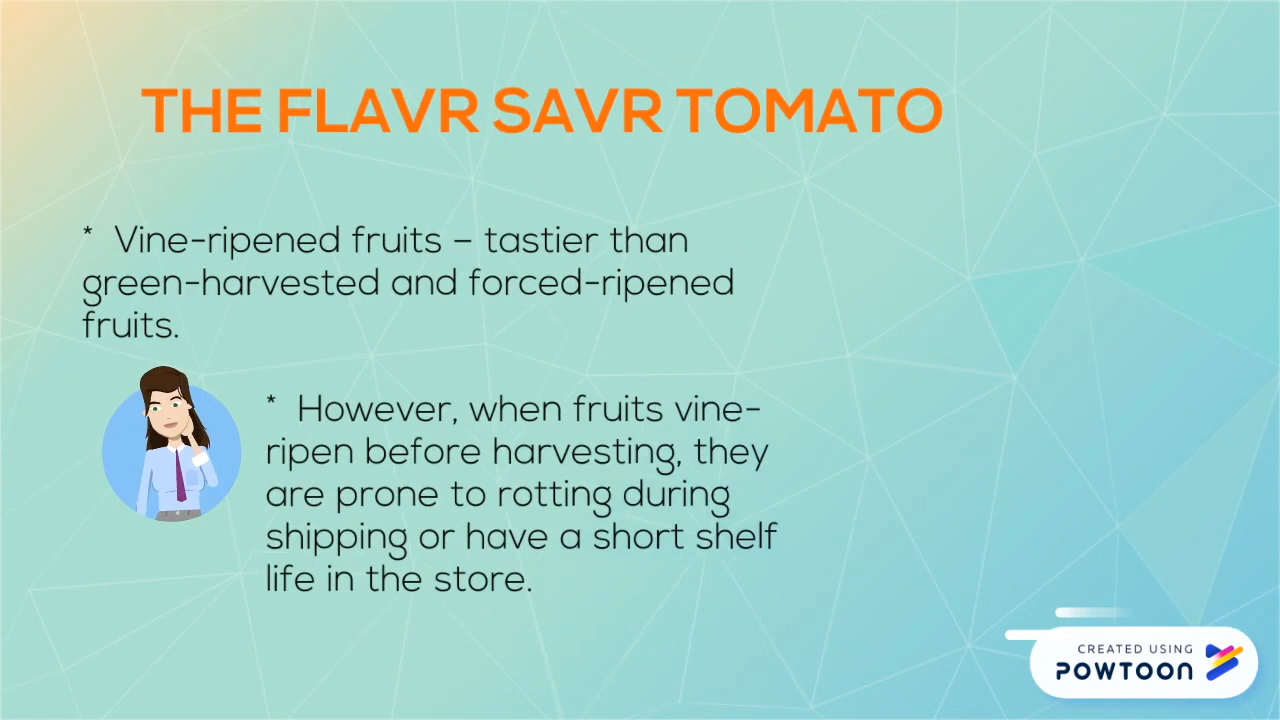 THE FLAVR SAVR TOMATO
* Vine-ripened fruits – tastier than
green-harvested and forced-ripened
fruits.
* However, when fruits vine-
ripen before harvesting, they
are prone to rotting during
shipping or have a short shelf
life in the store.
CREATED USING
POWTOON